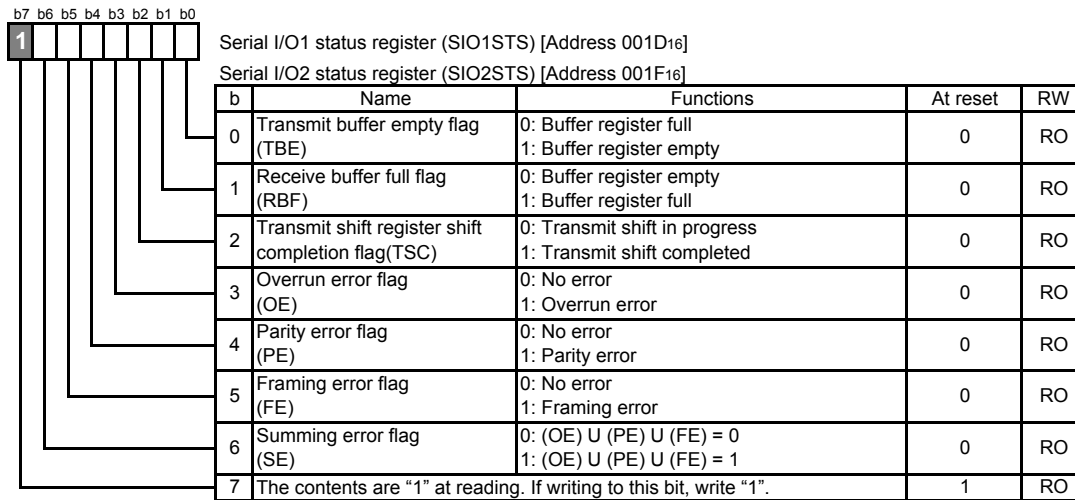 b7 b6 b5 b4 b3 b2 b1 b0
1
Serial I/O1 status register (SIO1STS) [Address 001D16]
Serial I/O2 status register (SIO2STS) [Address 001F16]
b Name Functions At reset RW
0 Transmit buffer empty flag (TBE) 0: Buffer register full 1: Buffer register empty 0 RO
1 Receive buffer full flag (RBF) 0: Buffer register empty 1: Buffer register full 0 RO
2 Transmit shift register shift completion flag(TSC) 0: Transmit shift in progress 1: Transmit shift completed 0 RO
3 Overrun error flag (OE) 0: No error 1: Overrun error 0 RO
4 Parity error flag (PE) 0: No error 1: Parity error 0 RO
5 Framing error flag (FE) 0: No error 1: Framing error 0 RO
6 Summing error flag (SE) 0: (OE) U (PE) U (FE) = 0 1: (OE) U (PE) U (FE) = 1 0 RO
7 The contents are “1” at reading. If writing to this bit, write “1”. 1 RO